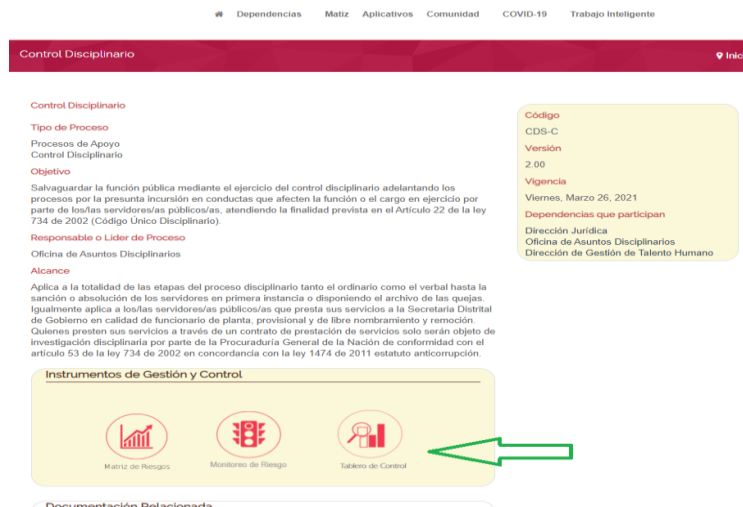 Dependencias Matiz Aplicativos Comunidad COVID-19 Trabajo Inteligente
Control Disciplinario
Inic
Control Disciplinario
Tipo de Proceso
Procesos de Apoyo
Control Disciplinario
Objetivo
Salvaguardar la función pública mediante el ejercicio del control disciplinario adelantando los
procesos por la presunta incursión en conductas que afecten la función o el cargo en ejercicio por
parte de los/las servidores/as públicos/as, atendiendo la finalidad prevista en el Artículo 22 de la ley
734 de 2002 (Código Único Disciplinario).
Responsable o Líder de Proceso
Oficina de Asuntos Disciplinarios
Alcance
Aplica a la totalidad de las etapas del proceso disciplinario tanto el ordinario como el verbal hasta la
sanción o absolución de los servidores en primera instancia o disponiendo el archivo de las quejas.
Igualmente aplica a los/las servidores/as públicos/as que presta sus servicios a la Secretaria Distrital
de Gobierno en calidad de funcionario de planta, provisional y de libre nombramiento y remoción.
Quienes presten sus servicios a través de un contrato de prestación de servicios solo serán objeto de
investigación disciplinaria por parte de la Procuraduría General de la Nación de conformidad con el
artículo 53 de la ley 734 de 2002 en concordancia con la ley 1474 de 2011 estatuto anticorrupción.
Código
CDS-C
Versión
2.00
Vigencia
Viernes, Marzo 26, 2021
Dependencias que participan
Dirección Jurídica
Oficina de Asuntos Disciplinarios
Dirección de Gestión de Talento Humano
Instrumentos de Gestión y Control
Matriz de Riesgos
Monitoreo de Riesgo
Tablero de Control
Documentación Relacionada